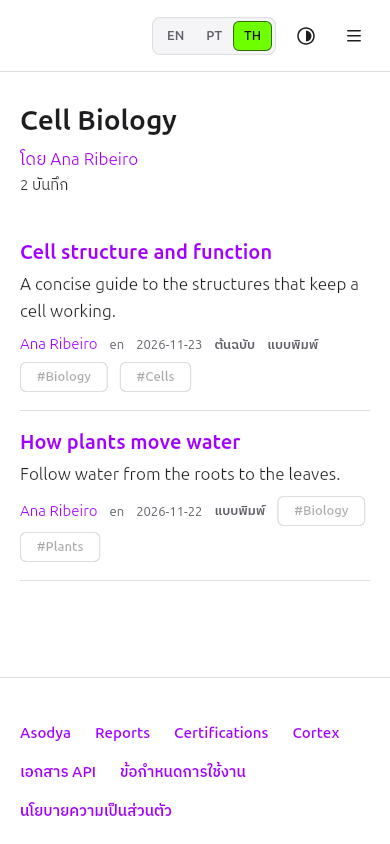 EN PT TH
Cell Biology
โดย Ana Ribeiro
2 บันทึก
Cell structure and function
A concise guide to the structures that keep a
cell working.
Ana Ribeiro en 2026-11-23 ต้นฉบับ แบบพิมพ์
#Biology #Cells
How plants move water
Follow water from the roots to the leaves.
Ana Ribeiro en 2026-11-22 แบบพิมพ์ #Biology
#Plants
Asodya Reports Certifications Cortex
เอกสาร API ข้อกำหนดการใช้งาน
นโยบายความเป็นส่วนตัว